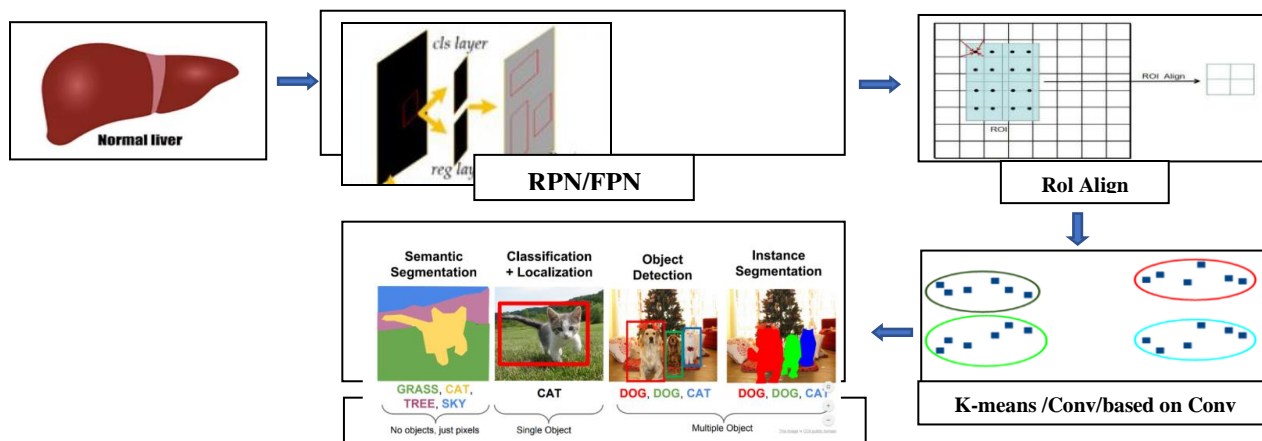 Normal liver
cls layer
reg la
RPN/FPN
ROI Align
ROI
RoI Align
Semantic
Segmentation
Classification
+ Localization
Object
Detection
Instance
Segmentation
GRASS, CAT,
TREE, SKY
CAT
DOG, DOG, CAT
DOG, DOG, CAT
No objects, just pixels
Single Object
Multiple Object
K-means /Conv/based on Conv